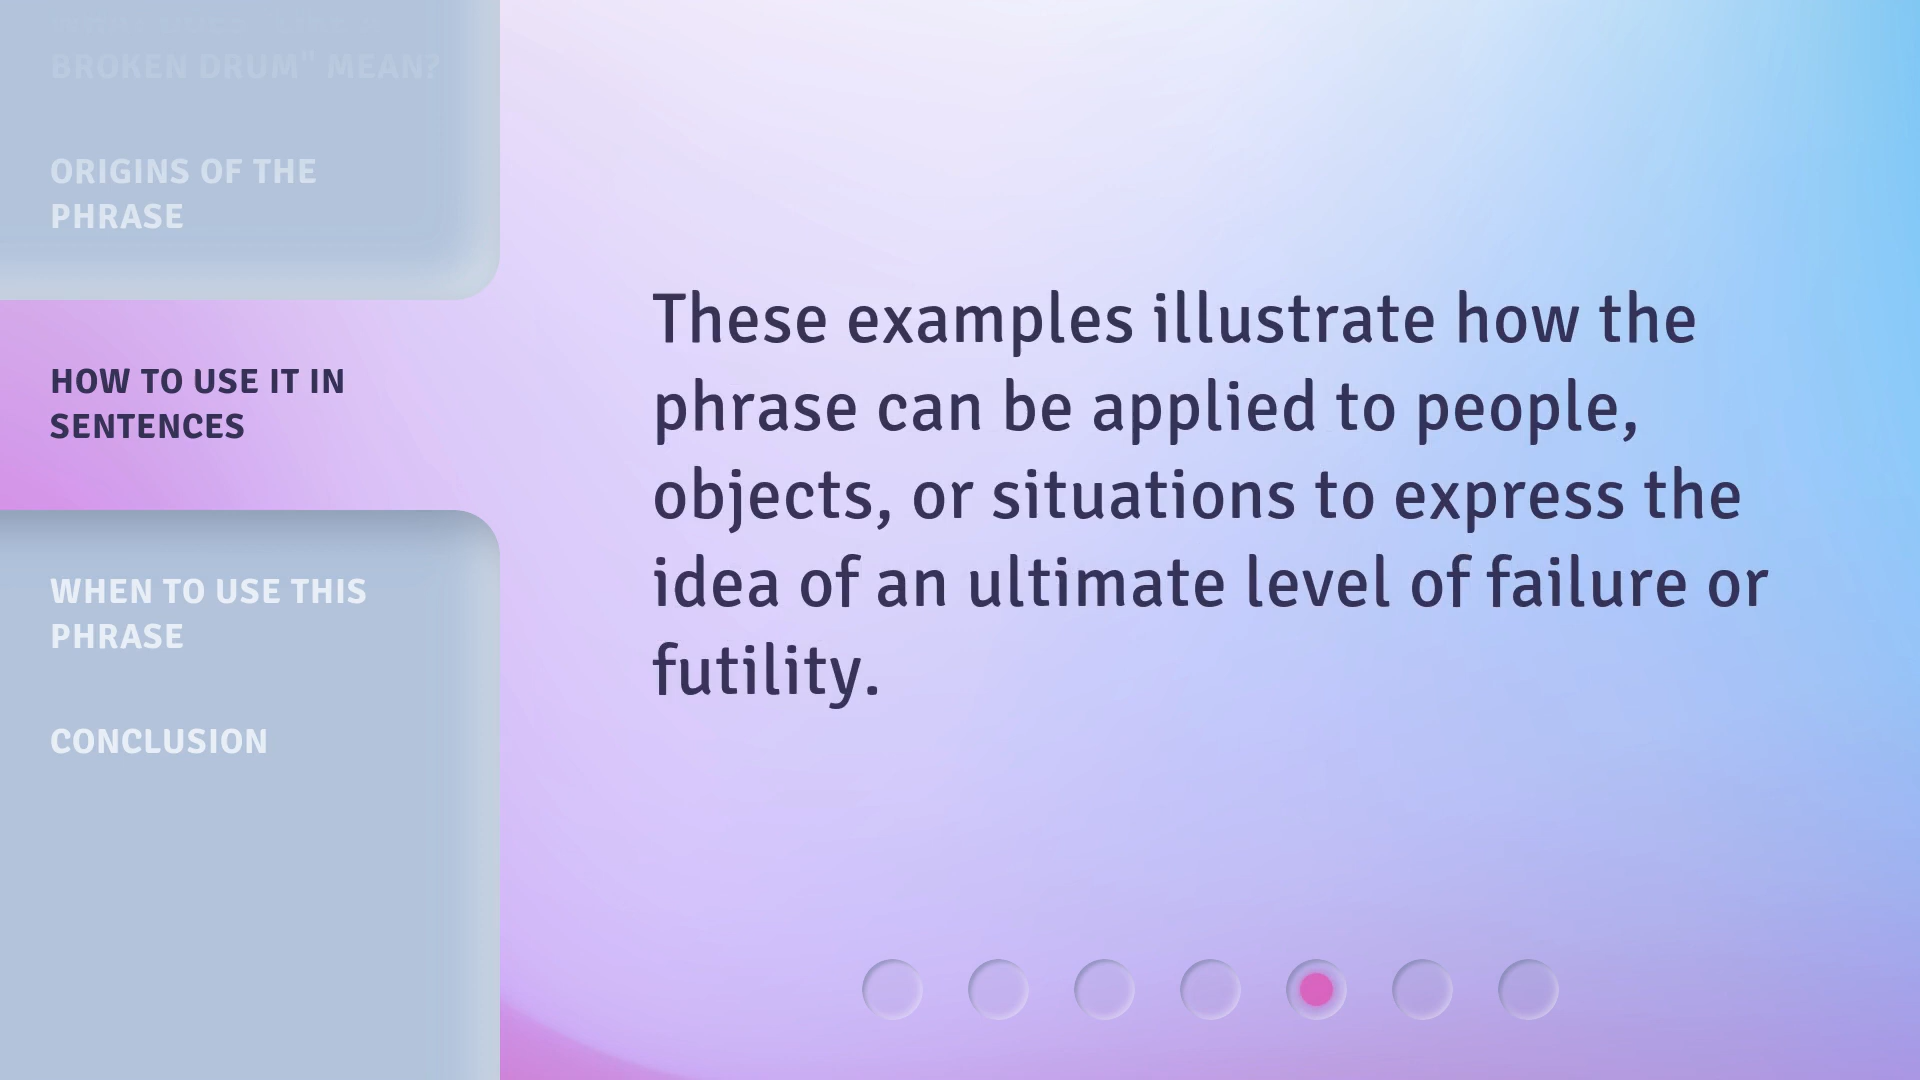 BROKEN DRUM" MEAN?
ORIGINS OF THE
PHRASE
HOW TO USE IT IN
SENTENCES
WHEN TO USE THIS
PHRASE
CONCLUSION
These examples illustrate how the
phrase can be applied to people,
objects, or situations to express the
idea of an ultimate level of failure or
futility.